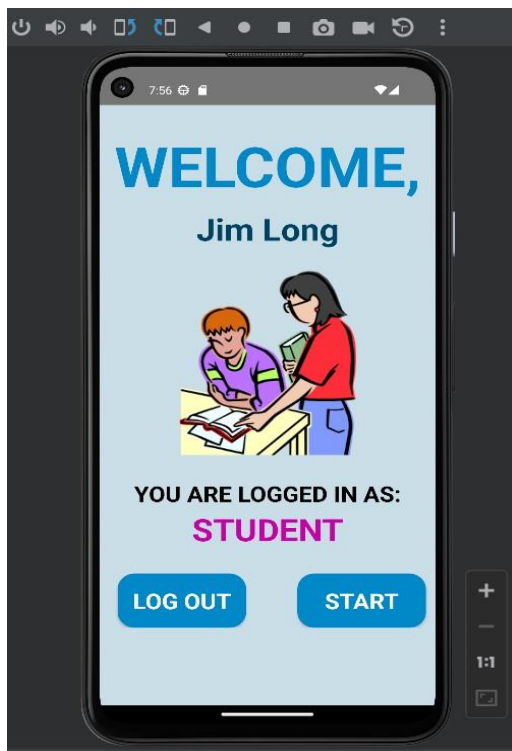 7:56
WELCOME,
Jim Long
YOU ARE LOGGED IN AS:
STUDENT
LOG OUT START
1:1